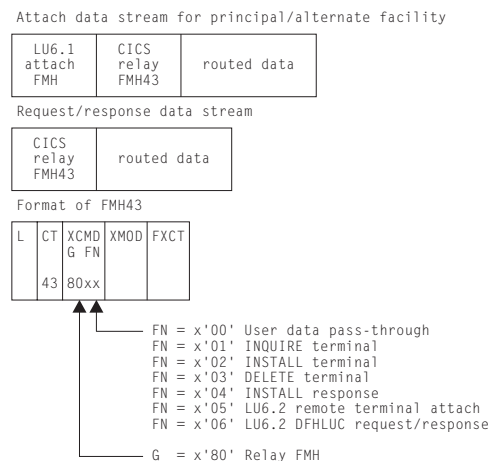 Attach data stream for principal/alternate facility
LU6.1 CICS
attach relay routed data
FMH FMH43
Request/response data stream
CICS
relay routed data
FMH43
Format of FMH43
L CT XCMD XMOD FXCT
G FN
43 80xx
FN = x'00' User data pass-through
FN = x'01' INQUIRE terminal
FN = x'02' INSTALL terminal
FN = x'03' DELETE terminal
FN = x'04' INSTALL response
FN = x'05' LU6.2 remote terminal attach
FN = x'06' LU6.2 DFHLUC request/response
G = x'80' Relay FMH